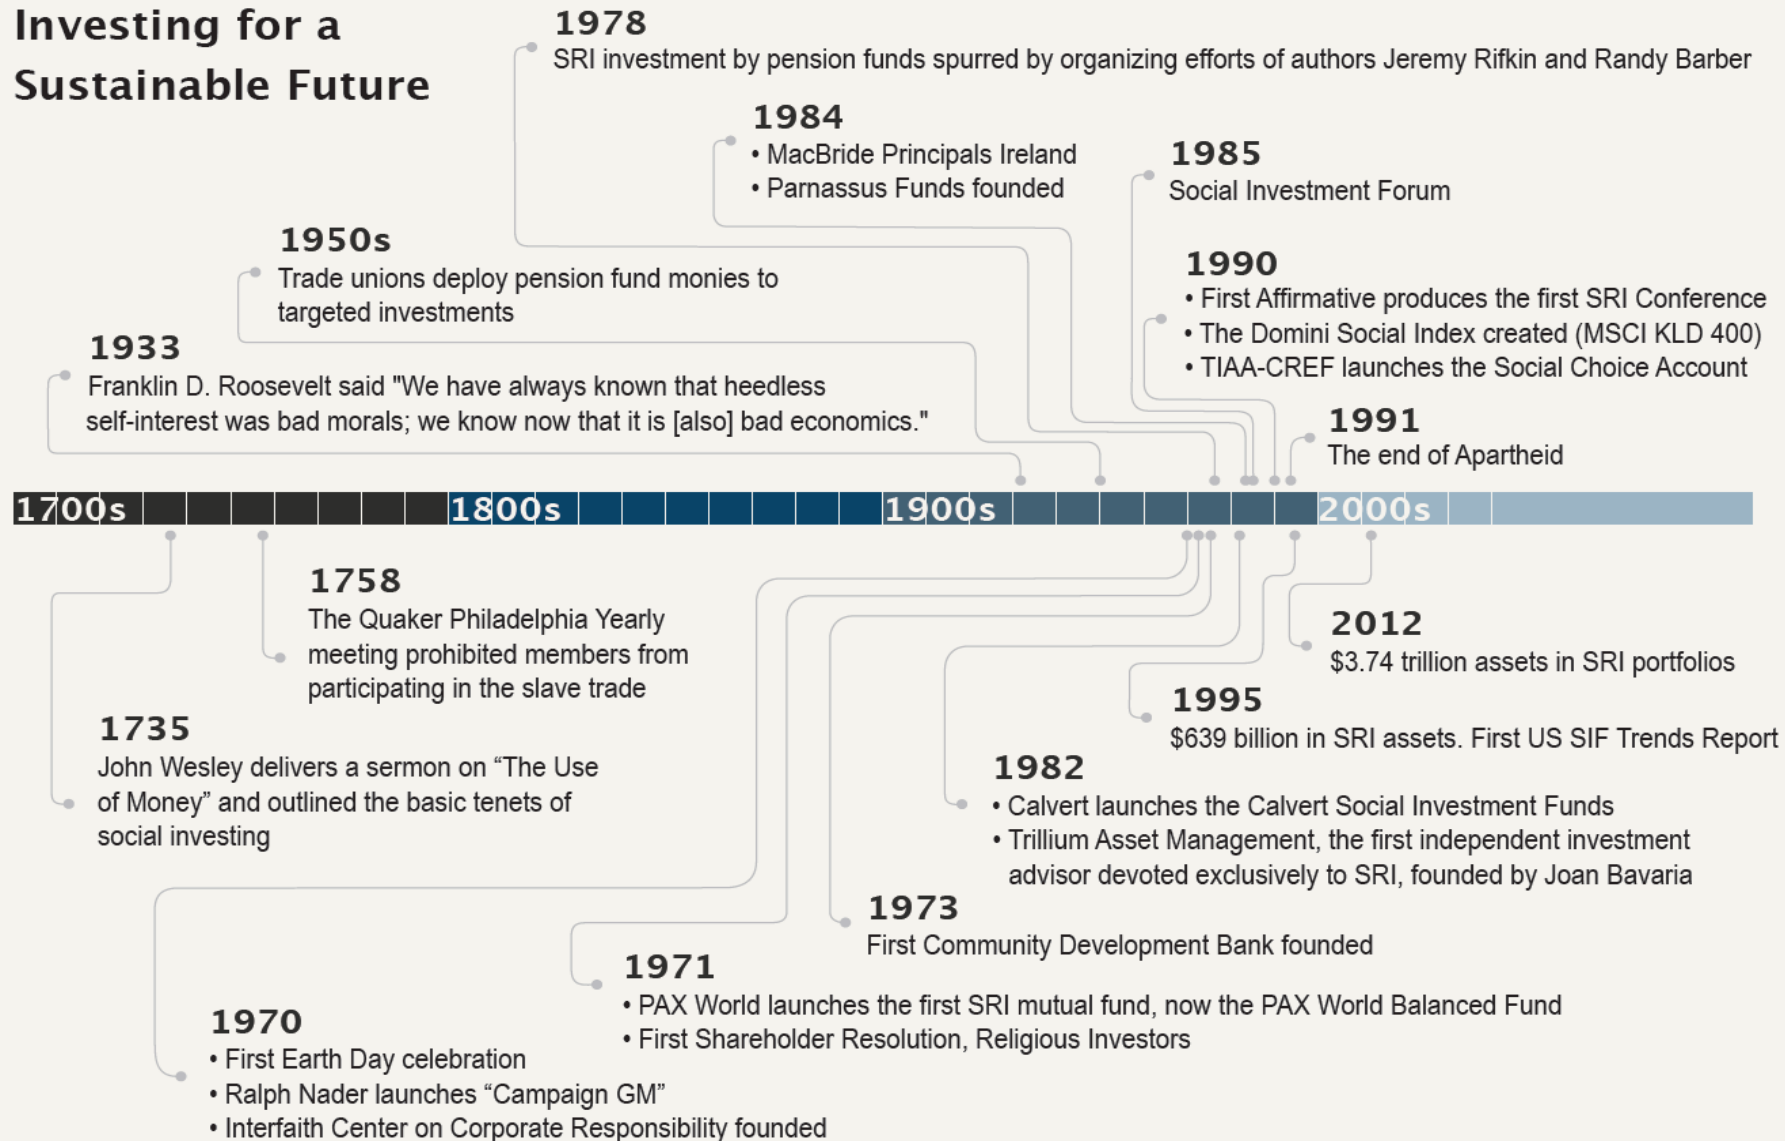 Investing for a
Sustainable Future
1978
SRI investment by pension funds spurred by organizing efforts of authors Jeremy Rifkin and Randy Barber
1984
• MacBride Principals Ireland
• Parnassus Funds founded
1985
Social Investment Forum
1950s
Trade unions deploy pension fund monies to
targeted investments
1990
• First Affirmative produces the first SRI Conference
• The Domini Social Index created (MSCI KLD 400)
• TIAA-CREF launches the Social Choice Account
1933
Franklin D. Roosevelt said "We have always known that heedless
self-interest was bad morals; we know now that it is [also] bad economics."
1991
The end of Apartheid
1700s 1800s 1900s 2000s
1758
The Quaker Philadelphia Yearly
meeting prohibited members from
participating in the slave trade
2012
$3.74 trillion assets in SRI portfolios
1735
John Wesley delivers a sermon on “The Use
of Money” and outlined the basic tenets of
social investing
1995
$639 billion in SRI assets. First US SIF Trends Report
1982
• Calvert launches the Calvert Social Investment Funds
• Trillium Asset Management, the first independent investment
advisor devoted exclusively to SRI, founded by Joan Bavaria
1973
First Community Development Bank founded
1971
• PAX World launches the first SRI mutual fund, now the PAX World Balanced Fund
• First Shareholder Resolution, Religious Investors
1970
• First Earth Day celebration
• Ralph Nader launches “Campaign GM”
• Interfaith Center on Corporate Responsibility founded